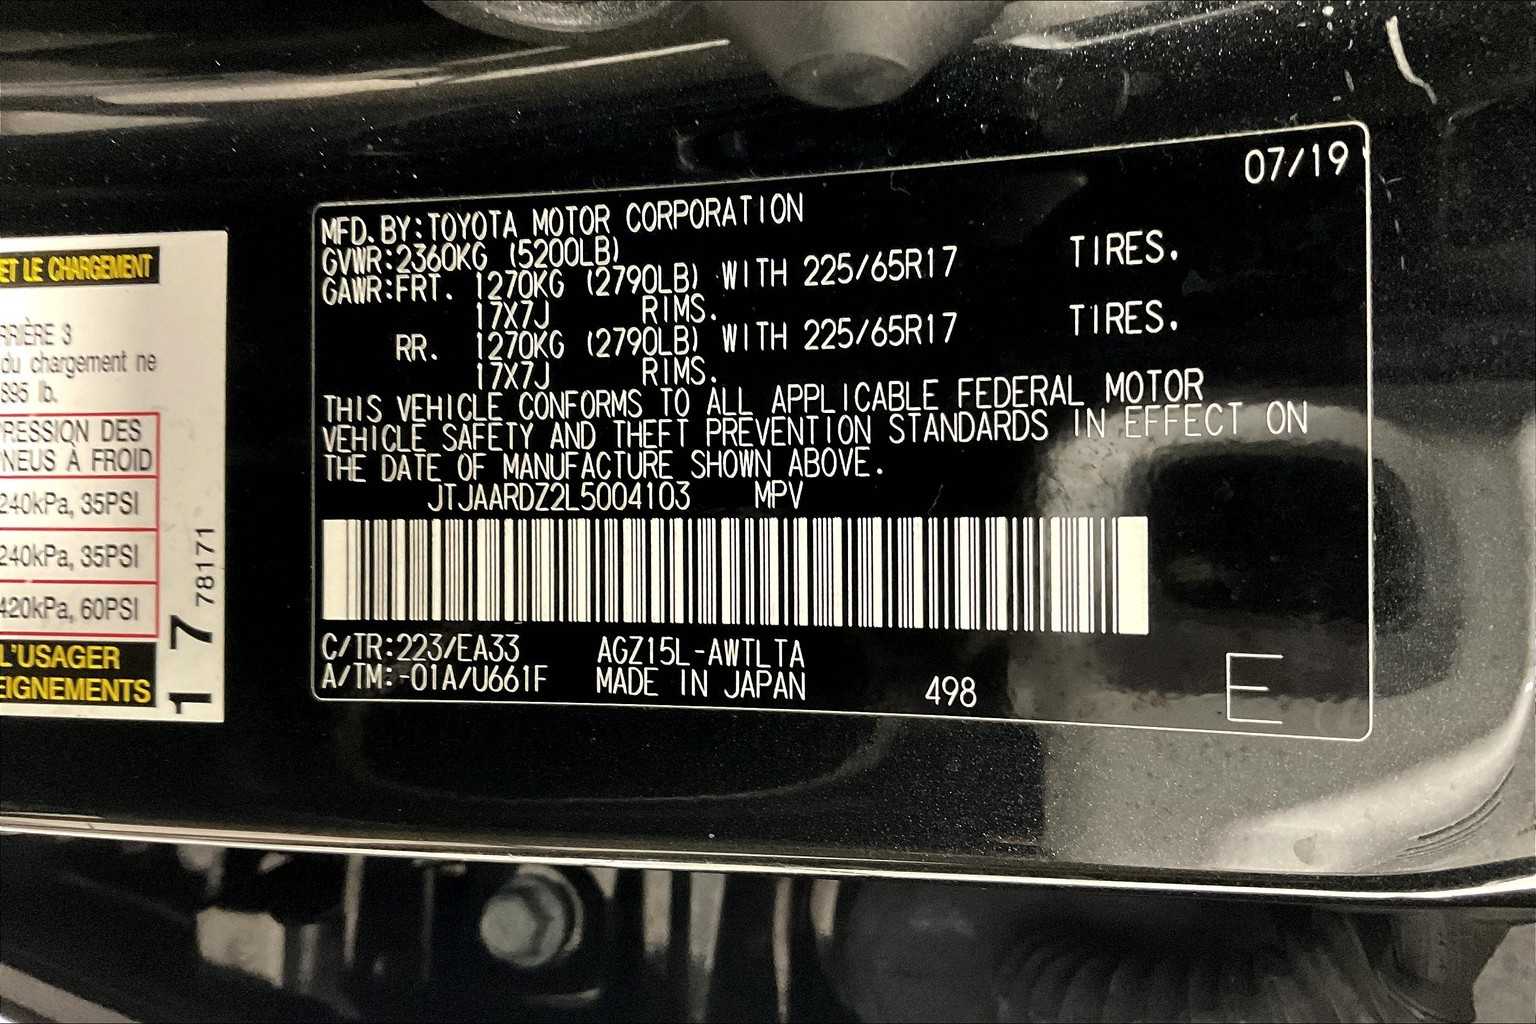 ET LE CHARGEMENT
RRIÈRE 3
du chargement ne
895 lb.
RESSION DES
NEUS À FROID
240kPa, 35PSI
240kPa, 35PSI
420kPa, 60PSI
L'USAGER
EIGNEMENTS
1 7 78171
07/19
MFD. BY: TOYOTA MOTOR CORPORATION
GVWR: 2360KG (5200LB)
GAWR: FRT. 1270KG (2790LB) WITH 225/65R17 TIRES.
17X7J RIMS.
RR. 1270KG (2790LB) WITH 225/65R17 TIRES.
17X7J RIMS.
THIS VEHICLE CONFORMS TO ALL APPLICABLE FEDERAL MOTOR
VEHICLE SAFETY AND THEFT PREVENTION STANDARDS IN EFFECT ON
THE DATE OF MANUFACTURE SHOWN ABOVE.
JTJAARDZ2L5004103 MPV
C/TR: 223/EA33 AGZ15L-AWTLTA
A/TM: -01A/U661F MADE IN JAPAN 498 E